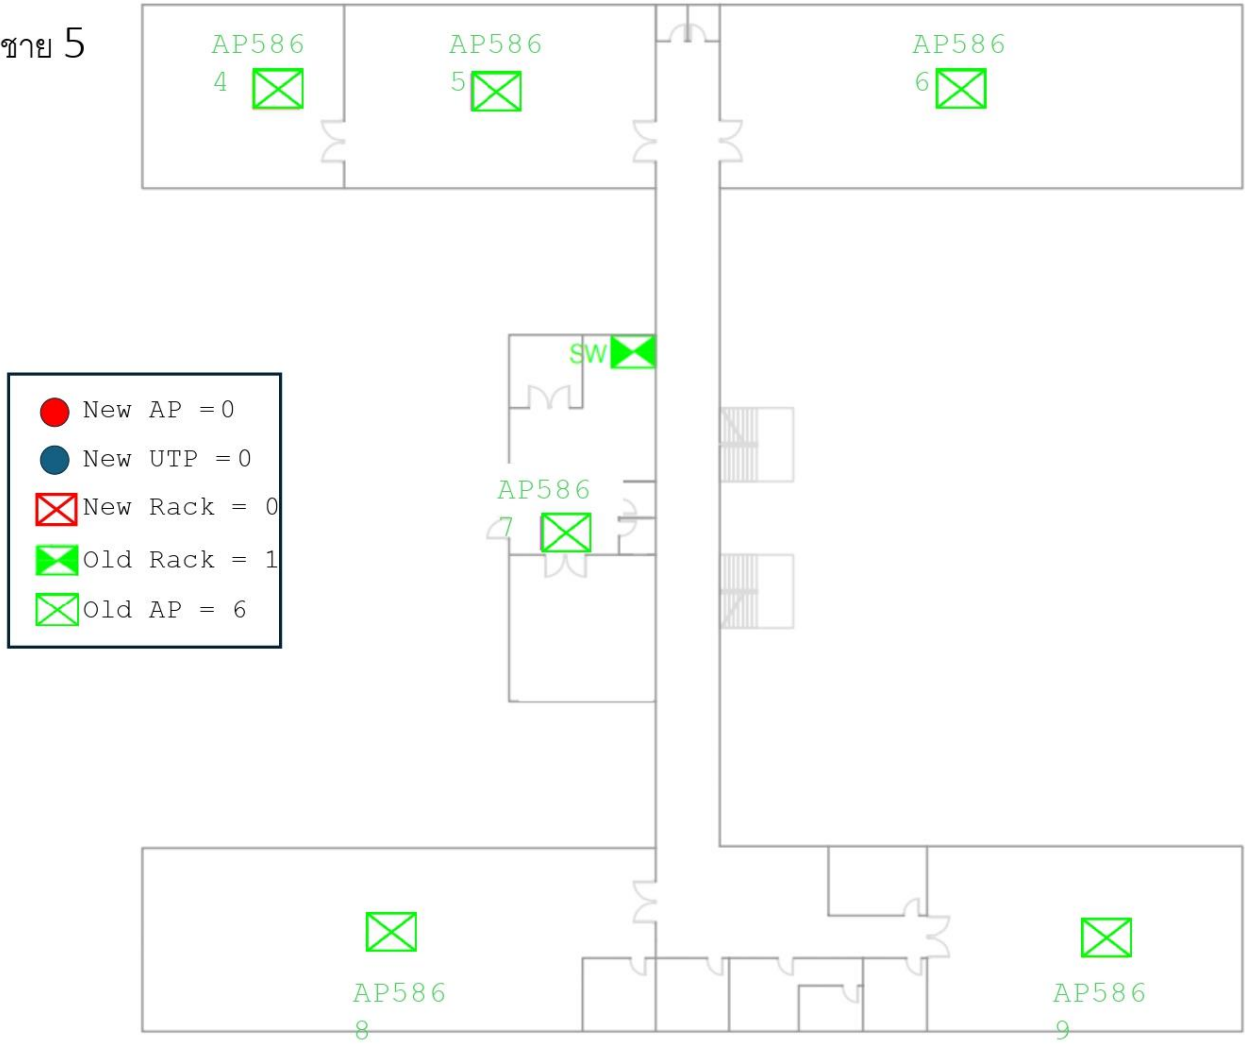 ชาย 5
AP586
4
AP586
5
AP586
6
SW
New AP =0
New UTP =0
New Rack = 0
Old Rack = 1
Old AP = 6
AP586
7
AP586
8
AP586
9